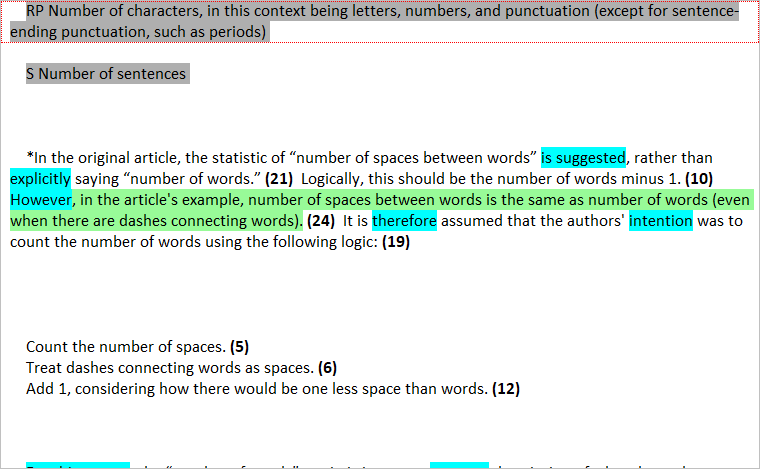 RP Number of characters, in this context being letters, numbers, and punctuation (except for sentence-
ending punctuation, such as periods)
S Number of sentences
*In the original article, the statistic of “number of spaces between words” is suggested, rather than
explicitly saying “number of words.” (21) Logically, this should be the number of words minus 1. (10)
However, in the article's example, number of spaces between words is the same as number of words (even
when there are dashes connecting words). (24) It is therefore assumed that the authors' intention was to
count the number of words using the following logic: (19)
Count the number of spaces. (5)
Treat dashes connecting words as spaces. (6)
Add 1, considering how there would be one less space than words. (12)